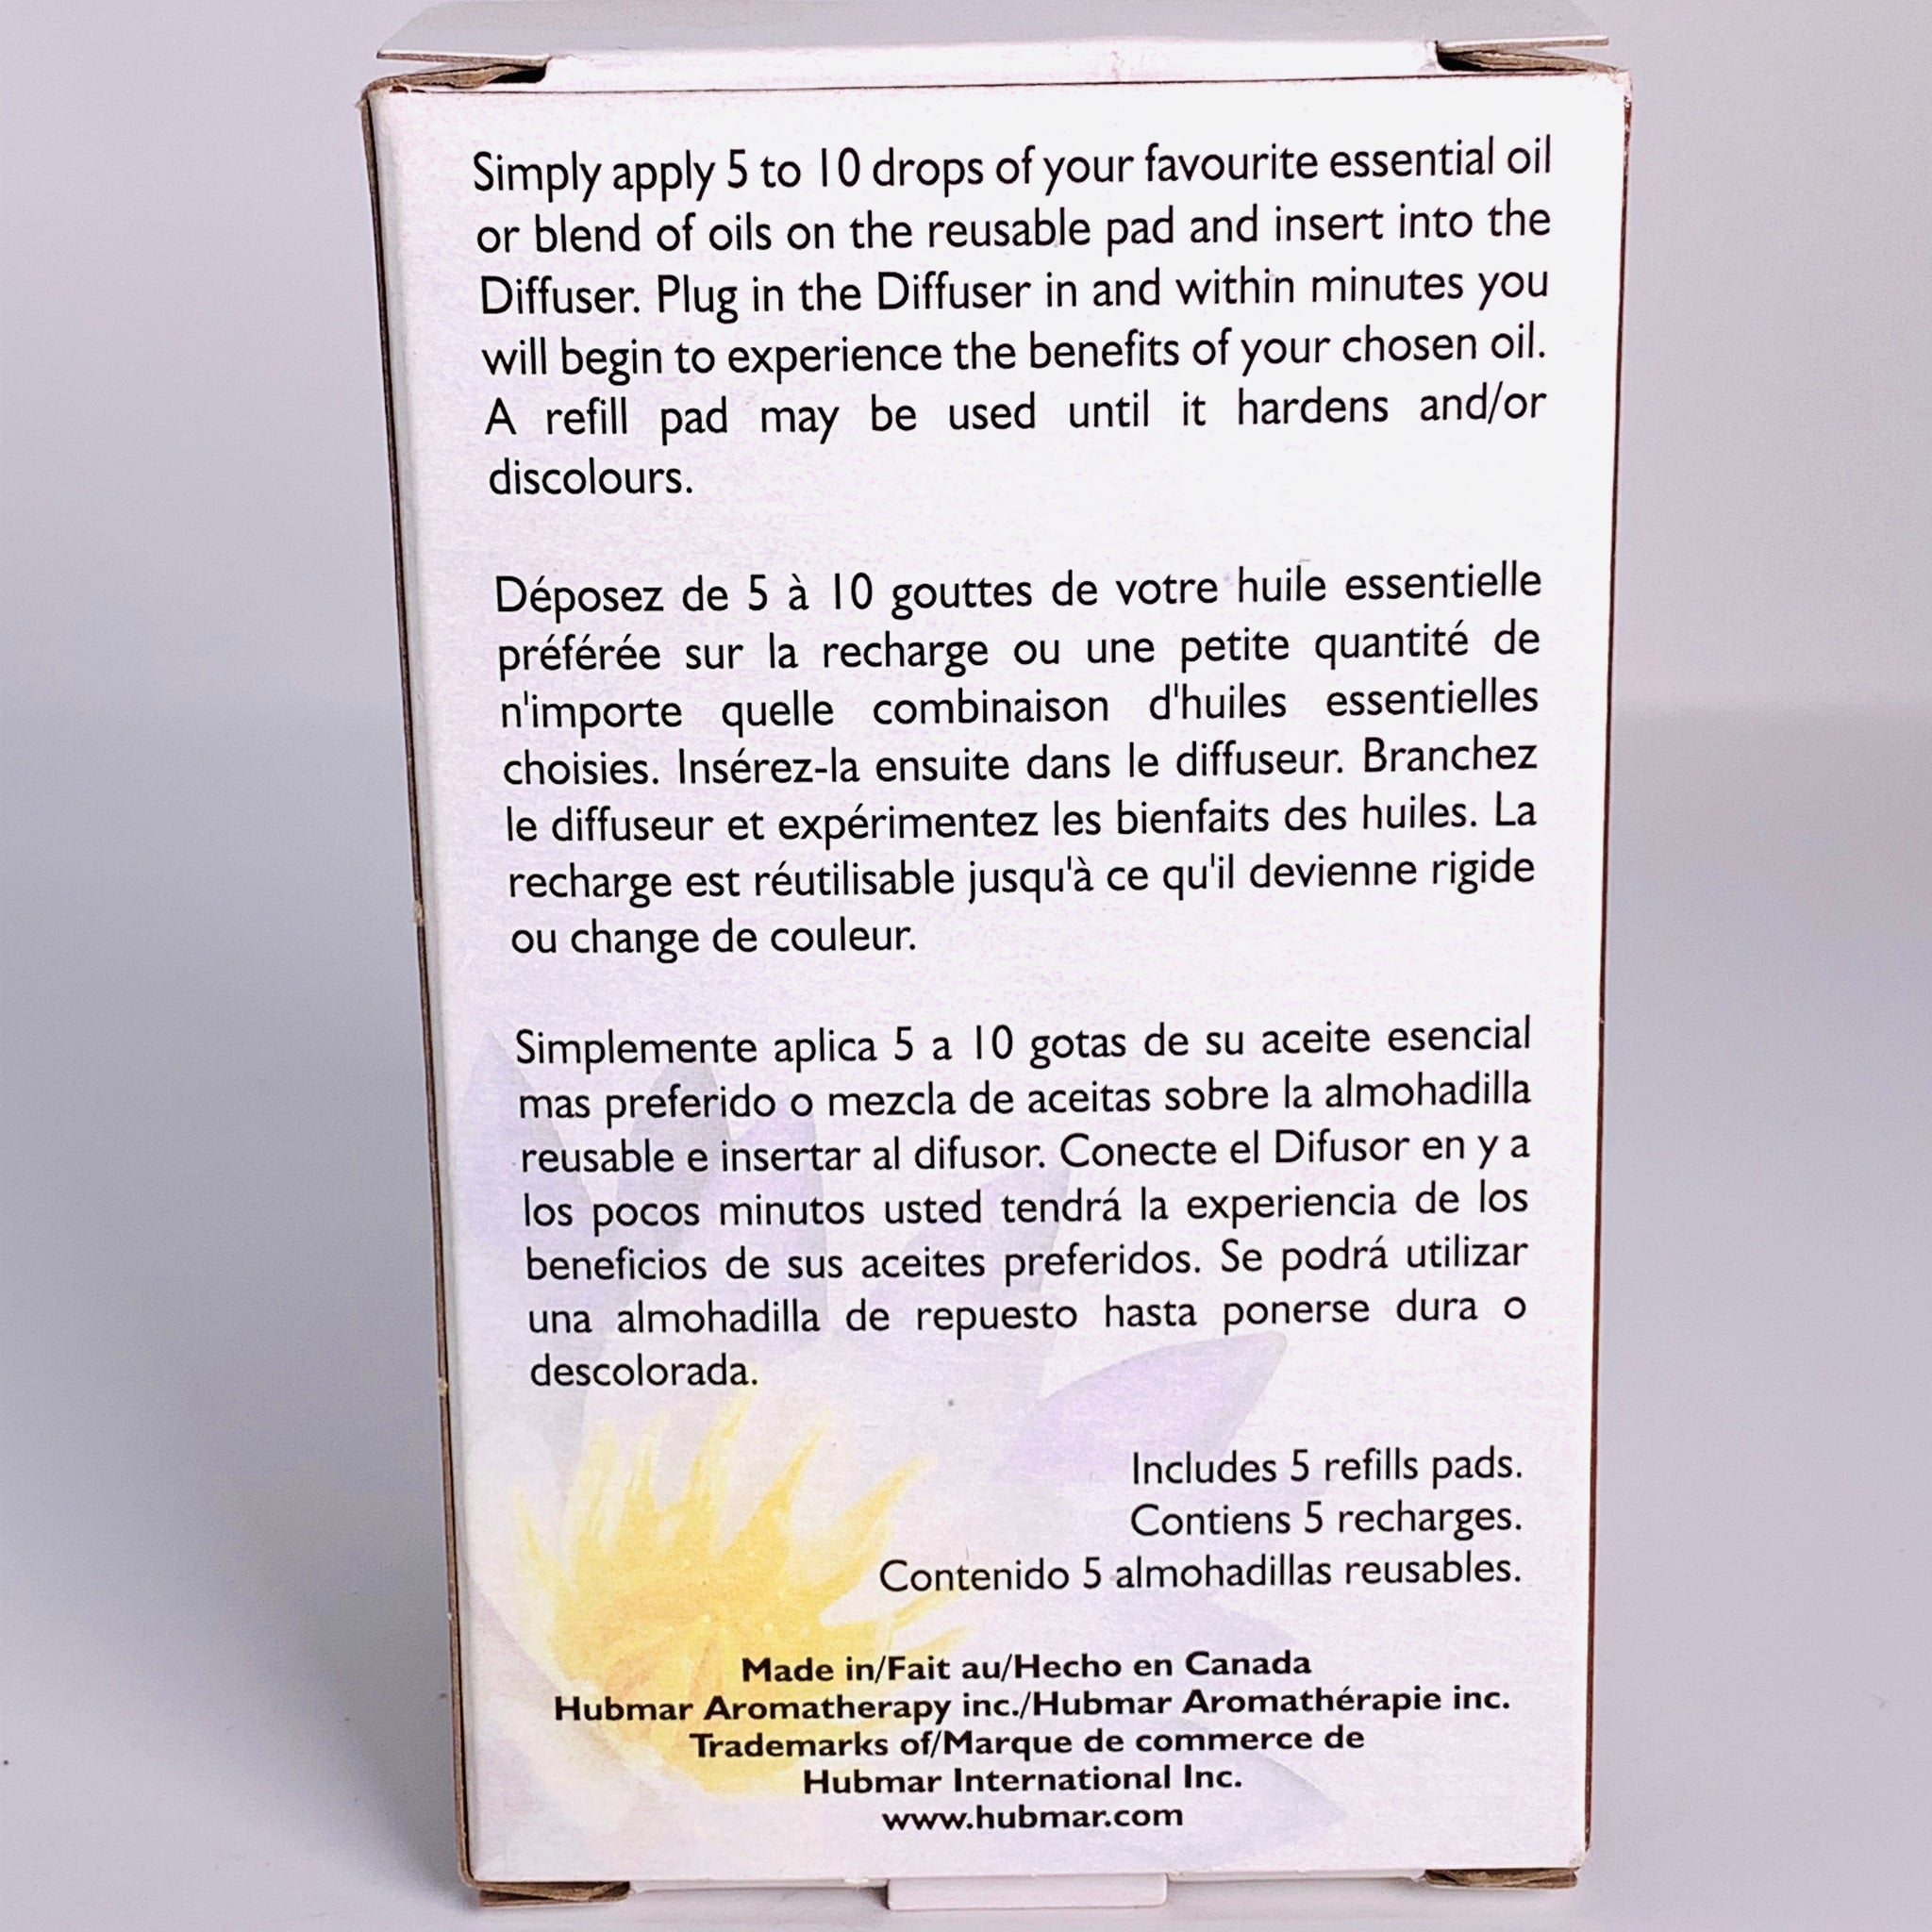 Simply apply 5 to 10 drops of your favourite essential oil
or blend of oils on the reusable pad and insert into the
Diffuser. Plug in the Diffuser in and within minutes you
will begin to experience the benefits of your chosen oil.
A refill pad may be used until it hardens and/or
discolours.
Déposez de 5 à 10 gouttes de votre huile essentielle
préférée sur la recharge ou une petite quantité de
n'importe quelle combinaison d'huiles essentielles
choisies. Insérez-la ensuite dans le diffuseur. Branchez
le diffuseur et expérimentez les bienfaits des huiles. La
recharge est réutilisable jusqu'à ce qu'il devienne rigide
ou change de couleur.
Simplemente aplica 5 a 10 gotas de su aceite esencial
mas preferido o mezcla de aceitas sobre la almohadilla
reusable e insertar al difusor. Conecte el Difusor en y a
los pocos minutos usted tendrá la experiencia de los
beneficios de sus aceites preferidos. Se podrá utilizar
una almohadilla de repuesto hasta ponerse dura o
descolorada.
Includes 5 refills pads.
Contiens 5 recharges.
Contenido 5 almohadillas reusables.
Made in/Fait au/Hecho en Canada
Hubmar Aromatherapy inc./Hubmar Aromathérapie inc.
Trademarks of/Marque de commerce de
Hubmar International Inc.
www.hubmar.com